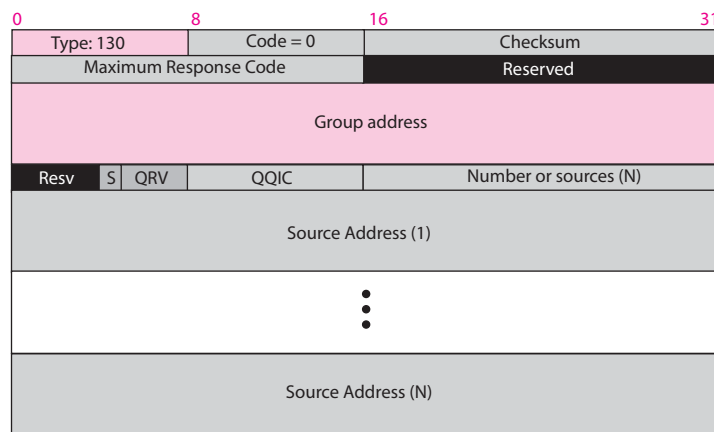 0 8 16 31
Type: 130 Code = 0 Checksum
Maximum Response Code Reserved
Group address
Resv S QRV QQIC Number or sources (N)
Source Address (1)
Source Address (N)